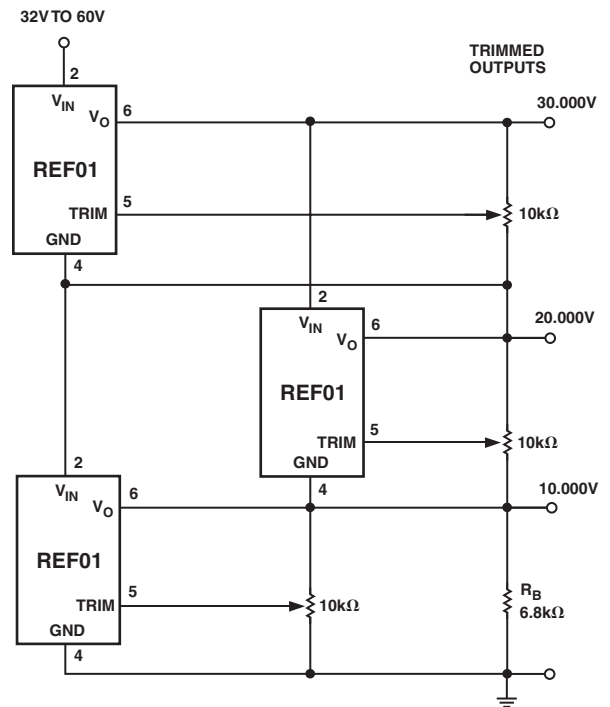 32V TO 60V
TRIMMED
OUTPUTS
2
VIN
VO
6
30.000V
REF01
TRIM
5
10kΩ
GND
4
2
VIN
VO
6
20.000V
REF01
TRIM
5
10kΩ
GND
4
2
VIN
VO
6
10.000V
REF01
TRIM
5
10kΩ
RB
6.8kΩ
GND
4